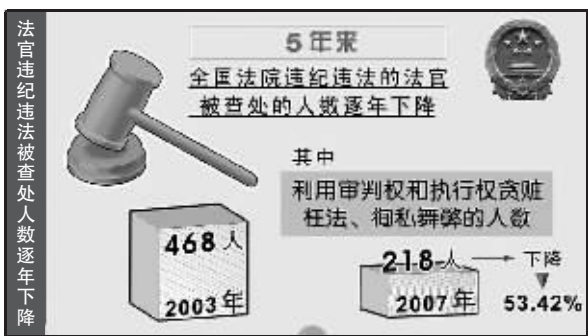 法官违纪违法被查处人数逐年下降
5年来
全国法院违纪违法的法官
被查处的人数逐年下降
其中
利用审判权和执行权贪赃
枉法、徇私舞弊的人数
468人
2003年
218人
2007年
下降
53.42%